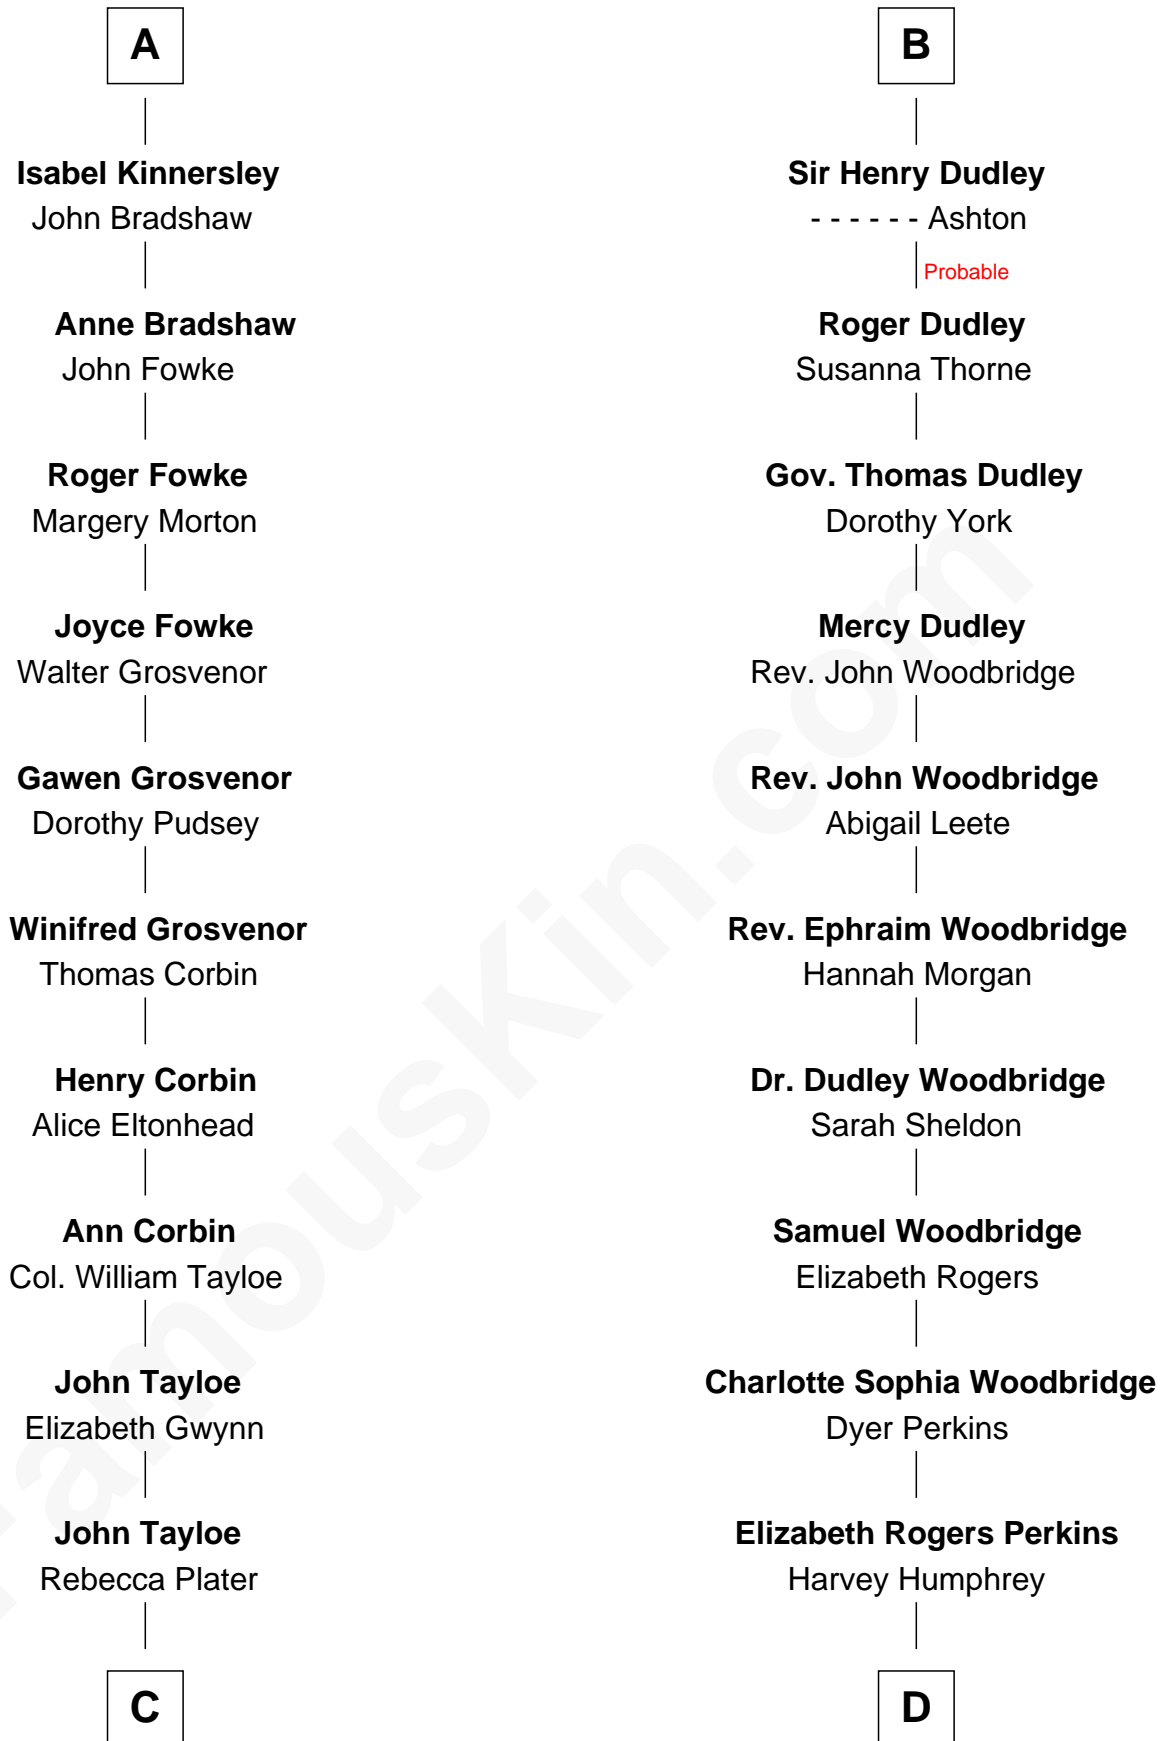 A
Isabel Kinnersley
John Bradshaw
Anne Bradshaw
John Fowke
Roger Fowke
Margery Morton
Joyce Fowke
Walter Grosvenor
Gawen Grosvenor
Dorothy Pudsey
Winifred Grosvenor
Thomas Corbin
Henry Corbin
Alice Eltonhead
Ann Corbin
Col. William Tayloe
John Tayloe
Elizabeth Gwynn
John Tayloe
Rebecca Plater
C
B
Sir Henry Dudley
- - - - - - Ashton
Probable
Roger Dudley
Susanna Thorne
Gov. Thomas Dudley
Dorothy York
Mercy Dudley
Rev. John Woodbridge
Rev. John Woodbridge
Abigail Leete
Rev. Ephraim Woodbridge
Hannah Morgan
Dr. Dudley Woodbridge
Sarah Sheldon
Samuel Woodbridge
Elizabeth Rogers
Charlotte Sophia Woodbridge
Dyer Perkins
Elizabeth Rogers Perkins
Harvey Humphrey
D
FamousKin.com